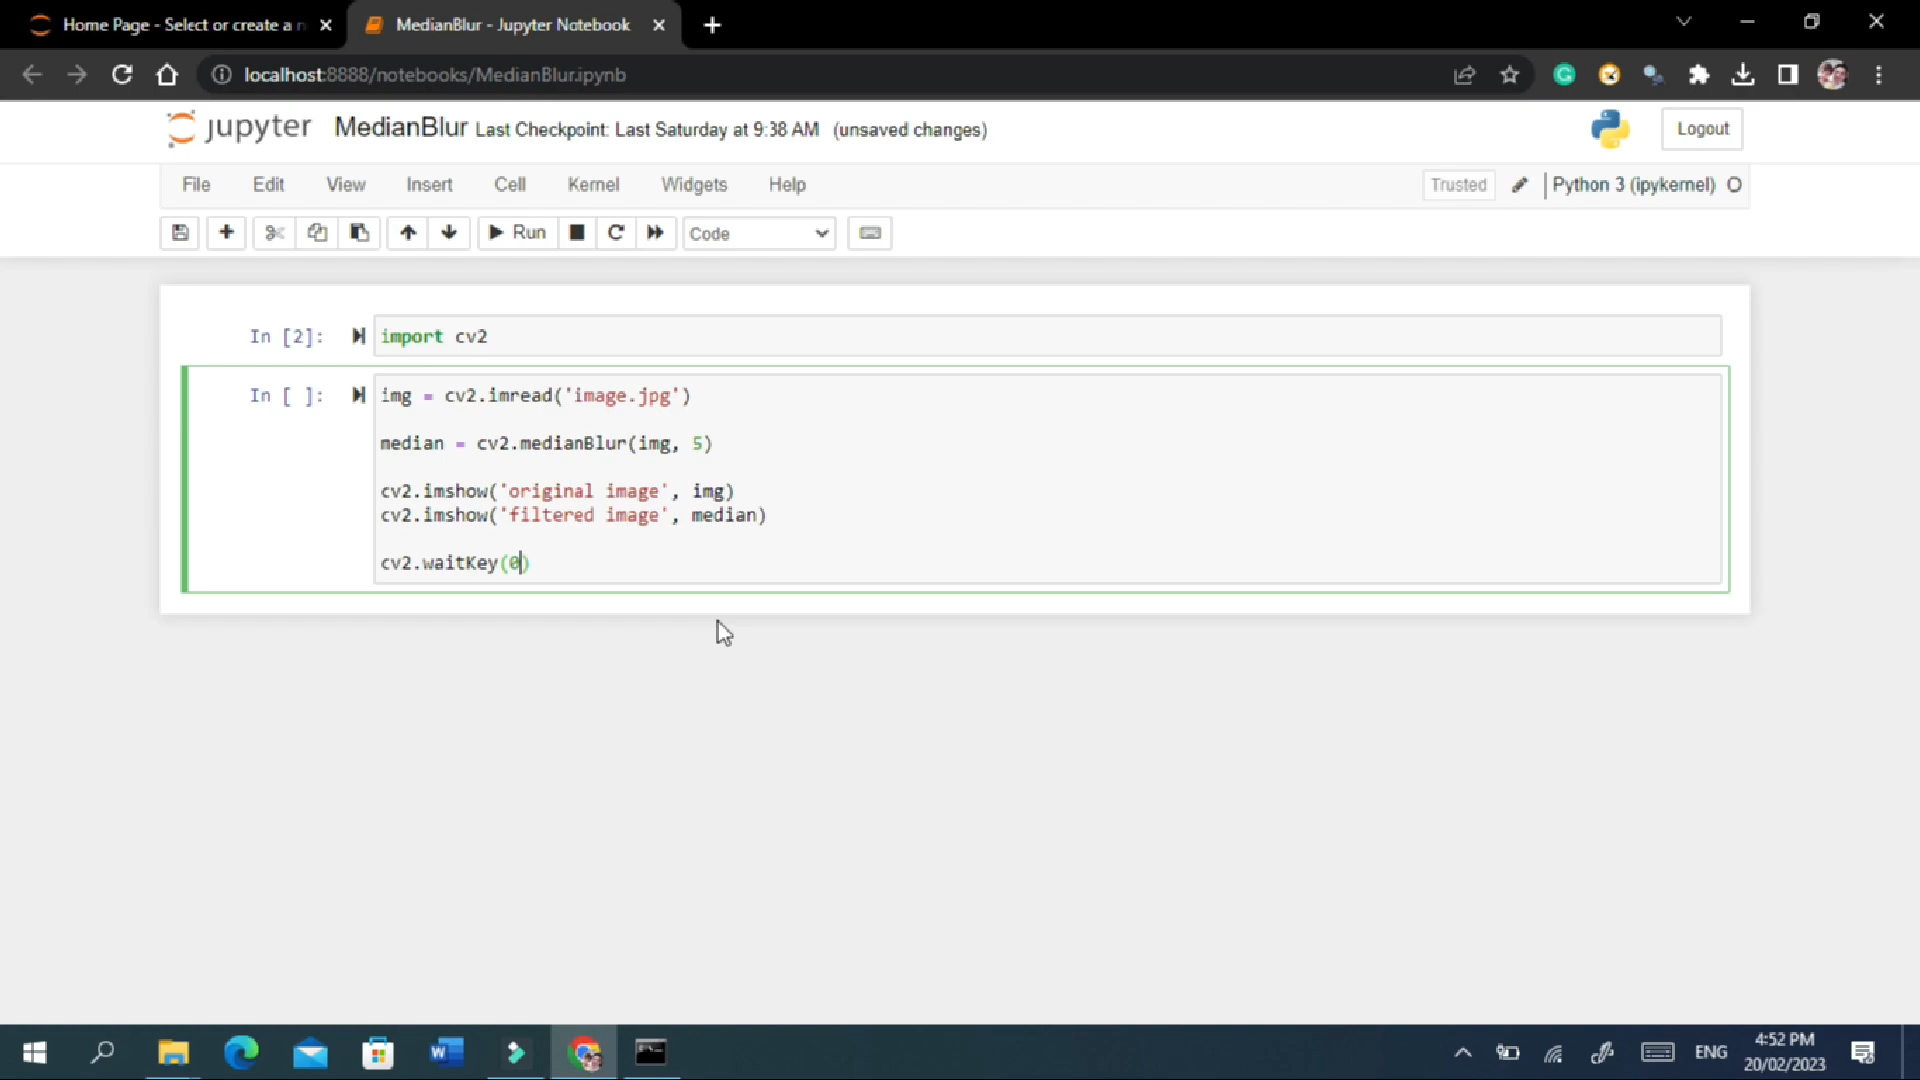 Home Page - Select or create a n
MedianBlur - Jupyter Notebook
localhost:8888/notebooks/MedianBlur.ipynb
jupyter MedianBlur Last Checkpoint: Last Saturday at 9:38 AM (unsaved changes)
Logout
File Edit View Insert Cell Kernel Widgets Help
Trusted
Python 3 (ipykernel)
Run
Code
In [2]: import cv2
In [ ]: img = cv2.imread('image.jpg')
median = cv2.medianBlur(img, 5)
cv2.imshow('original image', img)
cv2.imshow('filtered image', median)
cv2.waitKey(0)
ENG
4:52 PM
20/02/2023